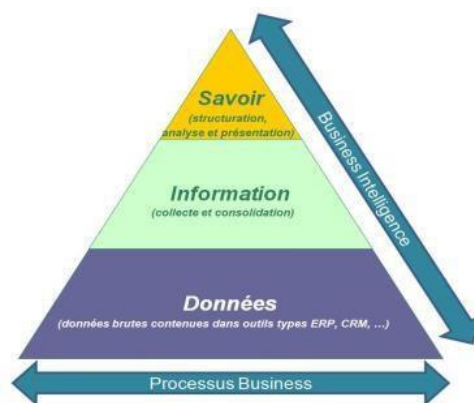 Savoir
(structuration,
analyse et présentation)
Information
(collecte et consolidation)
Données
(données brutes contenues dans outils types ERP, CRM, ...)
Business Intelligence
Processus Business